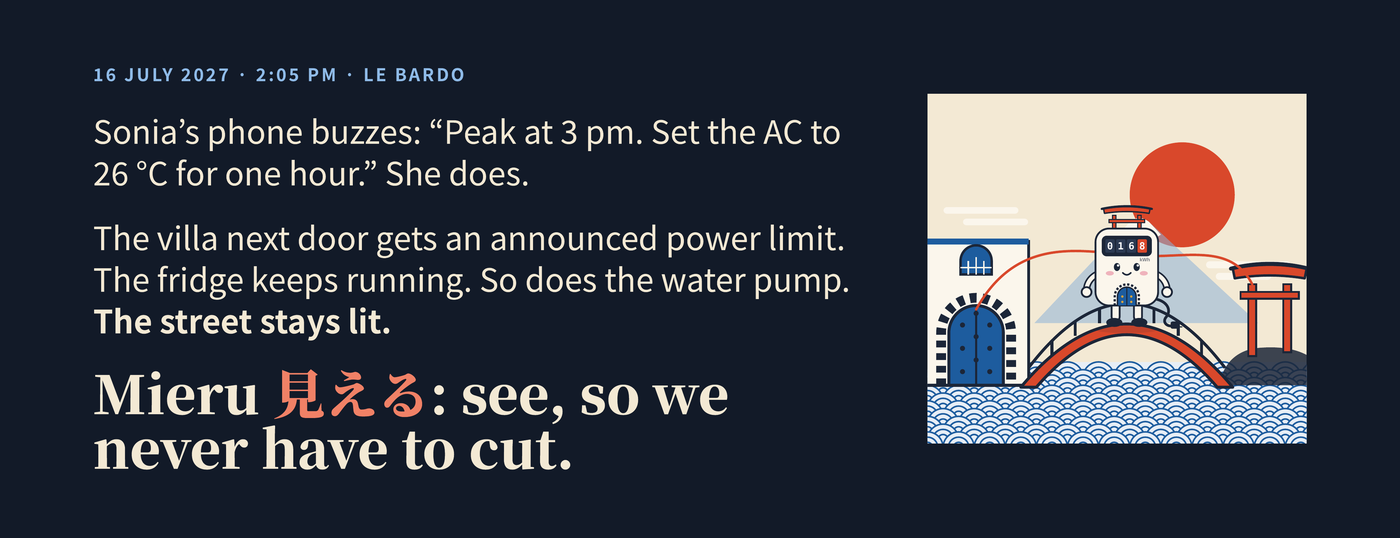 16 JULY 2027 · 2:05 PM · LE BARDO
Sonia’s phone buzzes: “Peak at 3 pm. Set the AC to
26 °C for one hour.” She does.
The villa next door gets an announced power limit.
The fridge keeps running. So does the water pump.
The street stays lit.
Mieru 見える: see, so we
never have to cut.
0168
kWh